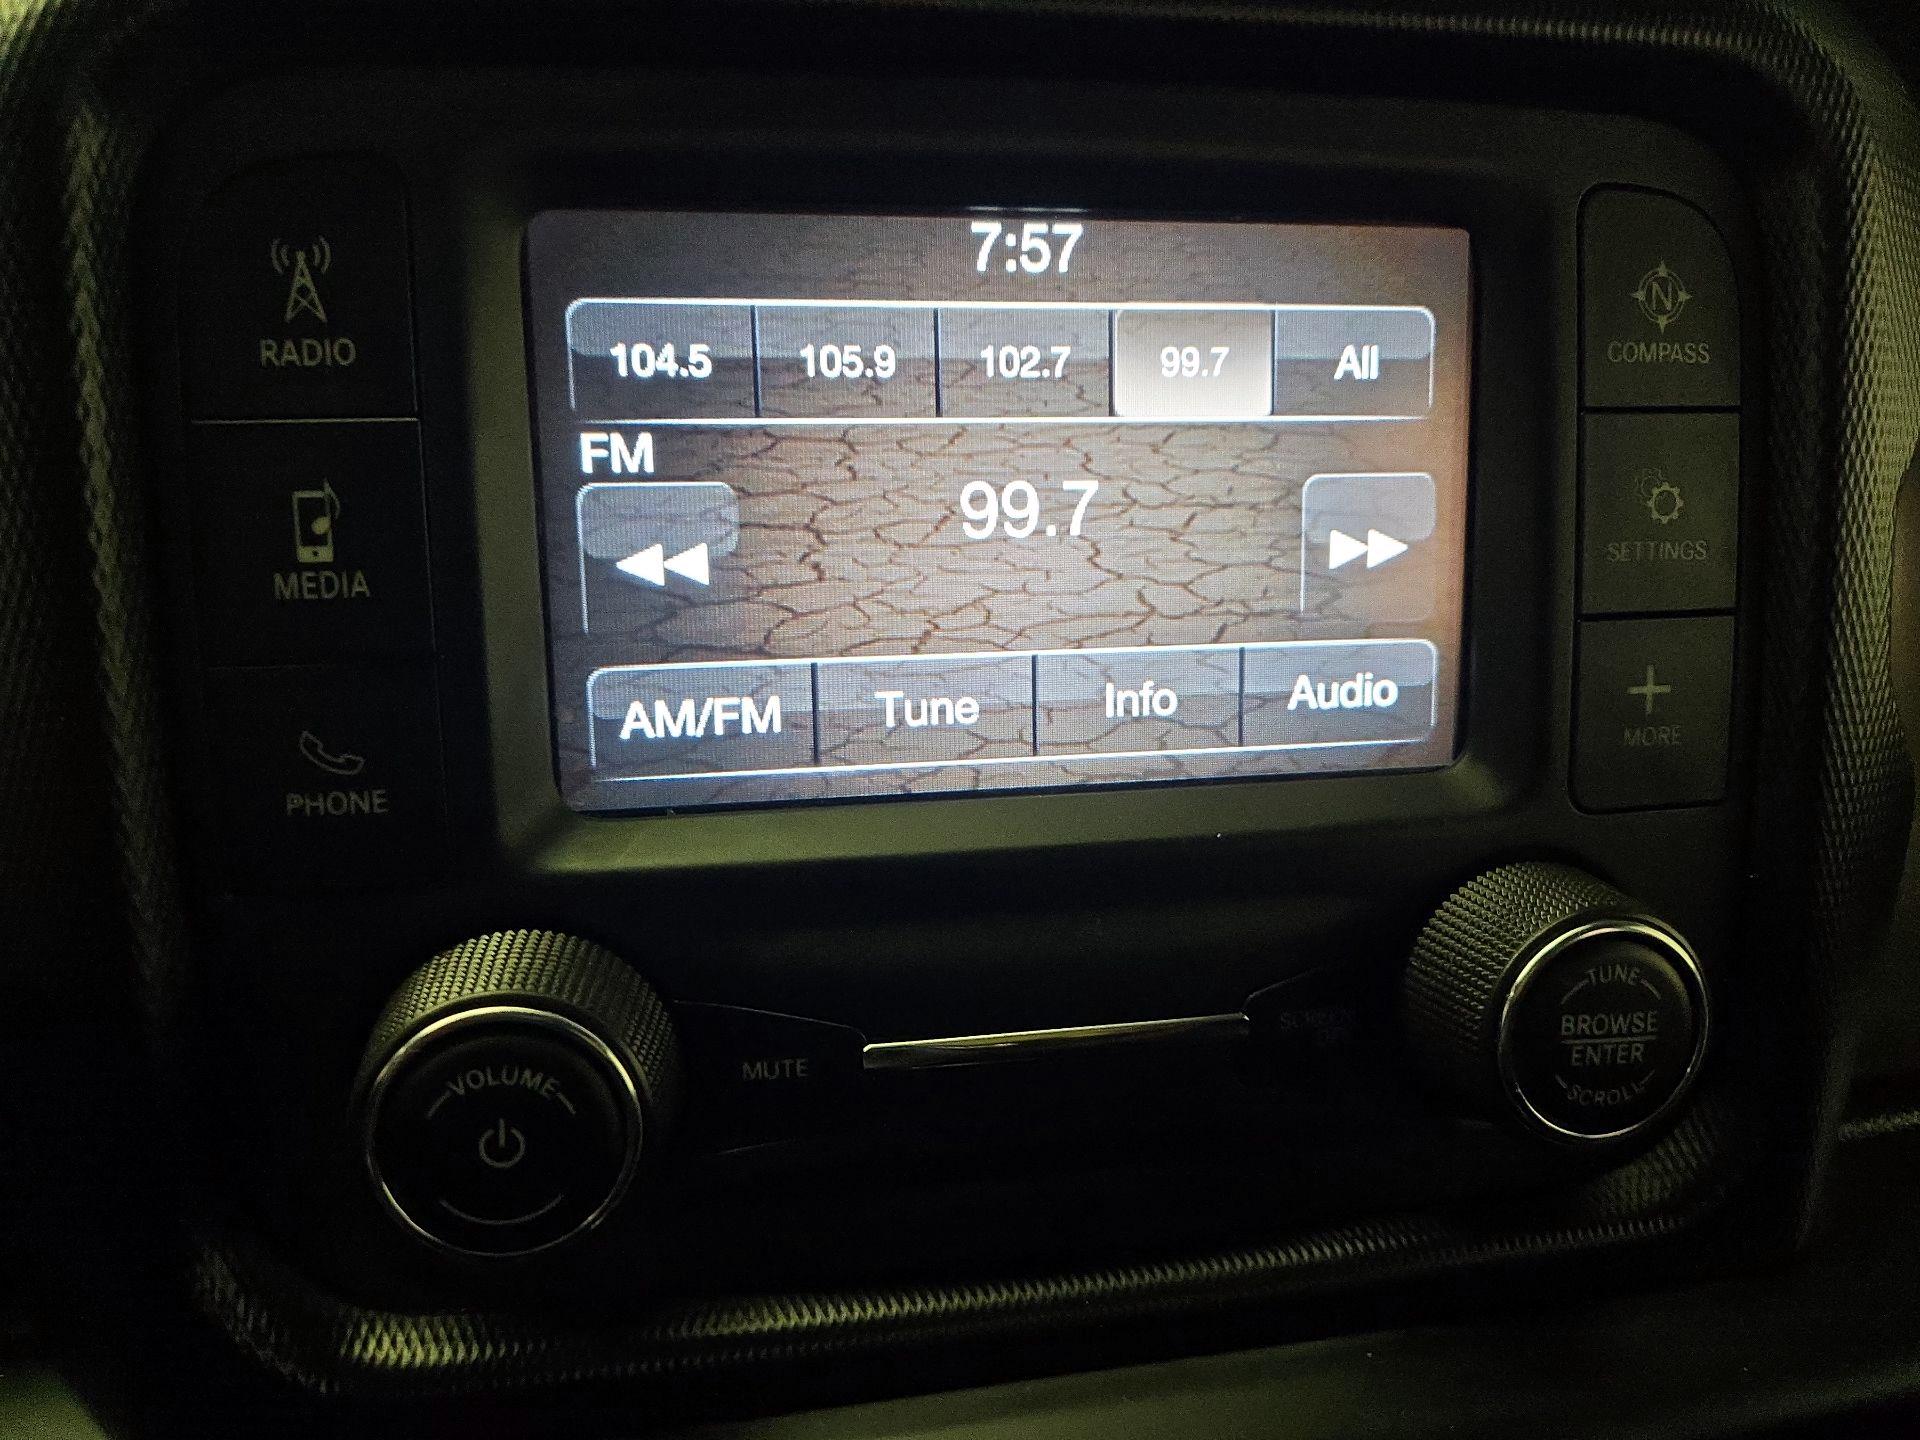 7:57
104.5 105.9 102.7 99.7 All
FM
99.7
AM/FM Tune Info Audio
RADIO
MEDIA
PHONE
N
COMPASS
SETTINGS
MORE
VOLUME
MUTE
SCREEN
TUNE
BROWSE
ENTER
SCROLL